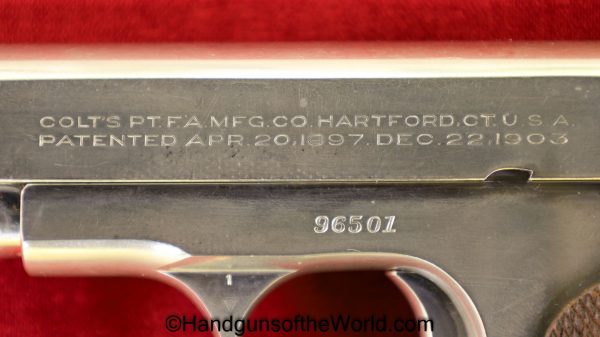 COLT'S PT.F.A.MFG.CO.HARTFORD.CT.U.S.A.
PATENTED APR.20,1897.DEC.22,1903
96501
1
©HandgunsoftheWorld.com